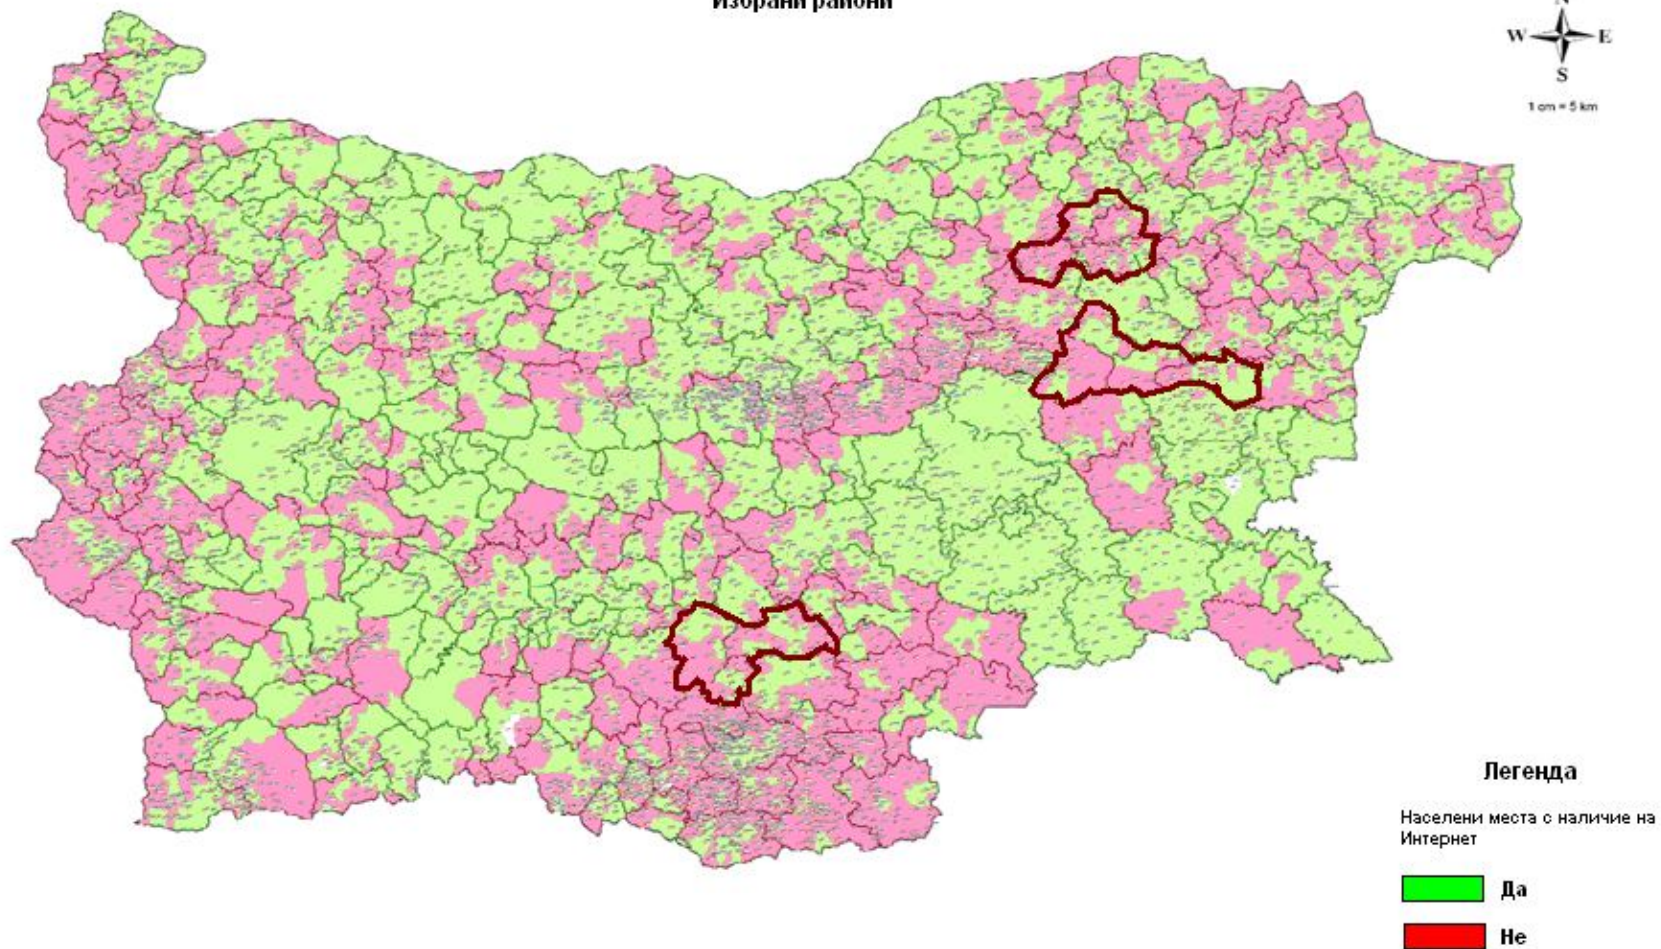 Избрани райони
N
W E
S
1 cm = 5 km
Легенда
Населени места с наличие на
Интернет
Да
Не